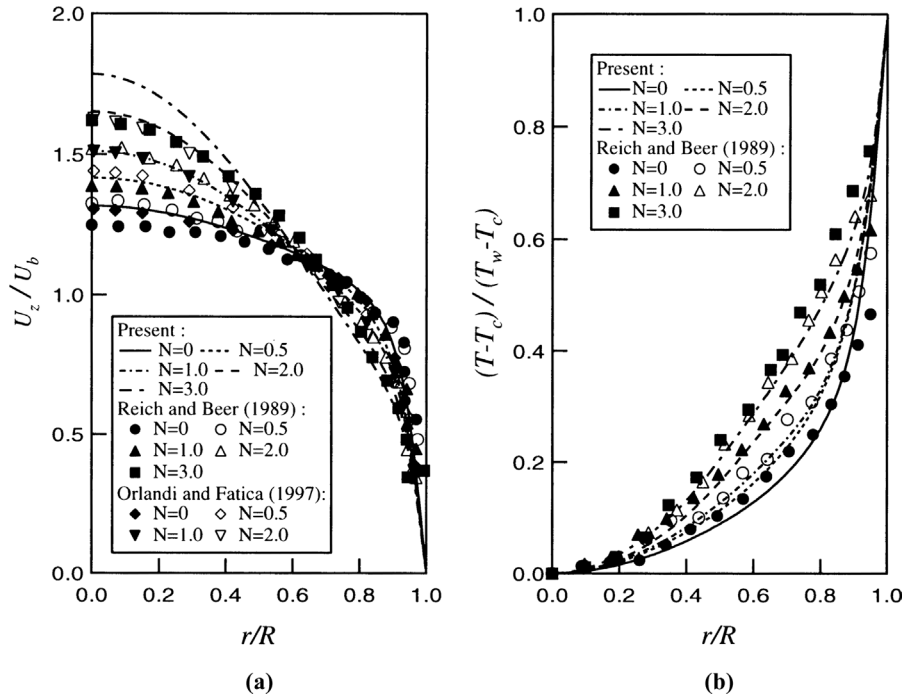 2.0
1.5
1.0
0.5
0.0
U_z / U_b
Present :
N=0 N=0.5
N=1.0 N=2.0
N=3.0
Reich and Beer (1989) :
N=0 N=0.5
N=1.0 N=2.0
N=3.0
Orlandi and Fatica (1997):
N=0 N=0.5
N=1.0 N=2.0
0.0 0.2 0.4 0.6 0.8 1.0
r/R
(a)
1.0
0.8
0.6
0.4
0.2
0.0
(T-T_c) / (T_w-T_c)
Present :
N=0 N=0.5
N=1.0 N=2.0
N=3.0
Reich and Beer (1989) :
N=0 N=0.5
N=1.0 N=2.0
N=3.0
0.0 0.2 0.4 0.6 0.8 1.0
r/R
(b)